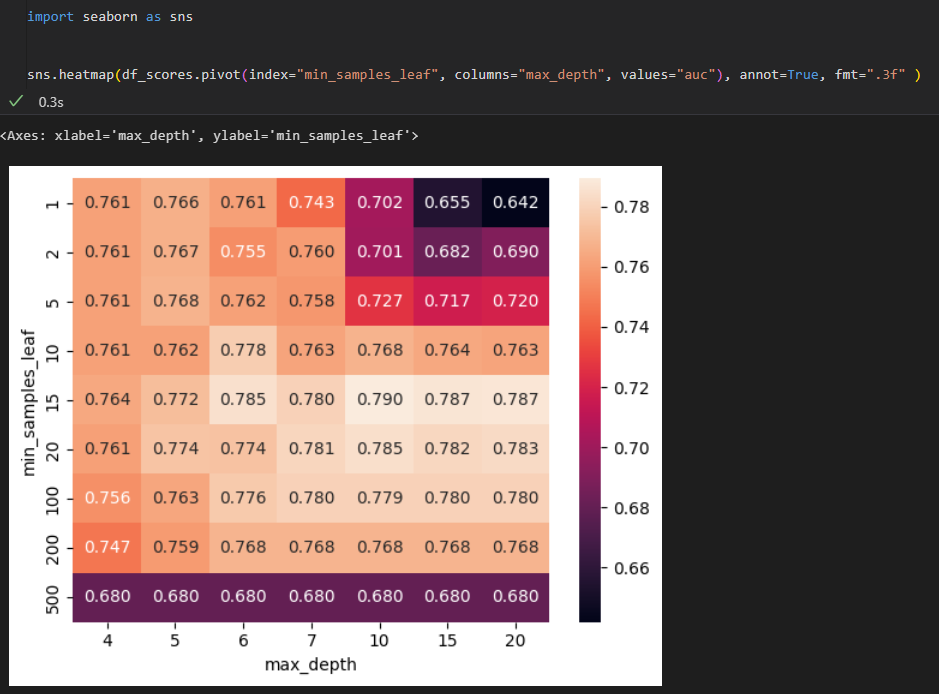 import seaborn as sns
sns.heatmap(df_scores.pivot(index="min_samples_leaf", columns="max_depth", values="auc"), annot=True, fmt=".3f" )
0.3s
<Axes: xlabel='max_depth', ylabel='min_samples_leaf'>
min_samples_leaf
1 0.761 0.766 0.761 0.743 0.702 0.655 0.642
2 0.761 0.767 0.755 0.760 0.701 0.682 0.690
5 0.761 0.768 0.762 0.758 0.727 0.717 0.720
10 0.761 0.762 0.778 0.763 0.768 0.764 0.763
15 0.764 0.772 0.785 0.780 0.790 0.787 0.787
20 0.761 0.774 0.774 0.781 0.785 0.782 0.783
100 0.756 0.763 0.776 0.780 0.779 0.780 0.780
200 0.747 0.759 0.768 0.768 0.768 0.768 0.768
500 0.680 0.680 0.680 0.680 0.680 0.680 0.680
4 5 6 7 10 15 20
max_depth
0.78
0.76
0.74
0.72
0.70
0.68
0.66